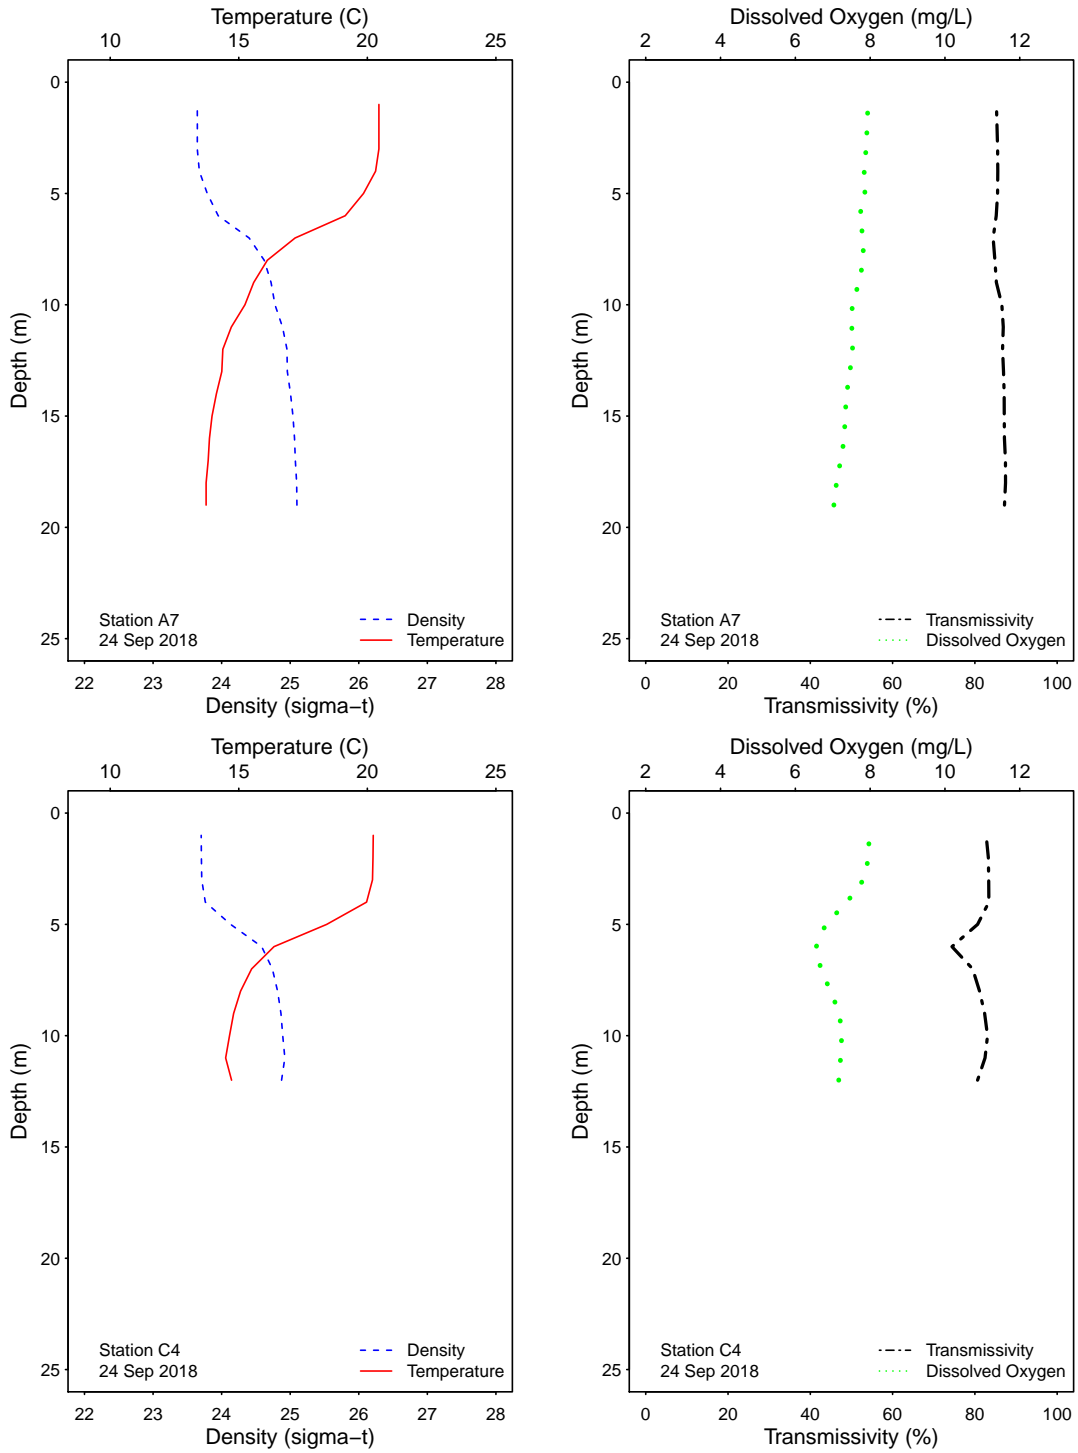 Temperature (C)
10 15 20 25
0
5
10
15
20
25
Depth (m)
Station A7
24 Sep 2018
Density
Temperature
22 23 24 25 26 27 28
Density (sigma−t)
Dissolved Oxygen (mg/L)
2 4 6 8 10 12
0
5
10
15
20
25
Depth (m)
Station A7
24 Sep 2018
Transmissivity
Dissolved Oxygen
0 20 40 60 80 100
Transmissivity (%)
Temperature (C)
10 15 20 25
0
5
10
15
20
25
Depth (m)
Station C4
24 Sep 2018
Density
Temperature
22 23 24 25 26 27 28
Density (sigma−t)
Dissolved Oxygen (mg/L)
2 4 6 8 10 12
0
5
10
15
20
25
Depth (m)
Station C4
24 Sep 2018
Transmissivity
Dissolved Oxygen
0 20 40 60 80 100
Transmissivity (%)